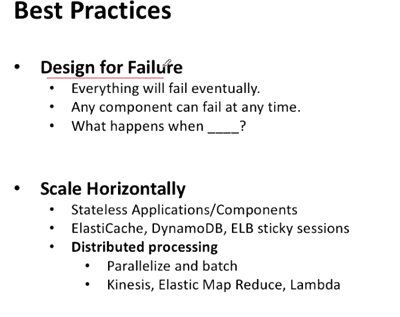 Best Practices
• Design for Failure
• Everything will fail eventually.
• Any component can fail at any time.
• What happens when ____?
• Scale Horizontally
• Stateless Applications/Components
• ElastiCache, DynamoDB, ELB sticky sessions
• Distributed processing
• Parallelize and batch
• Kinesis, Elastic Map Reduce, Lambda